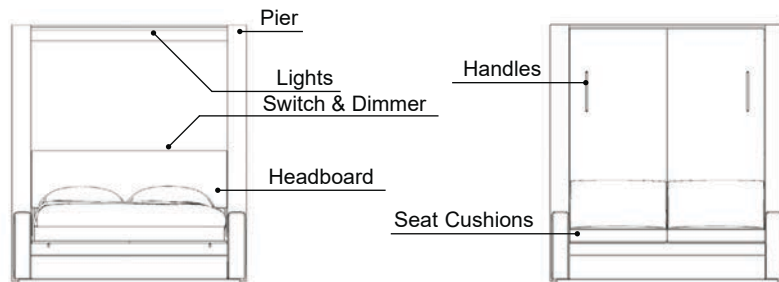 Pier
Lights
Handles
Switch & Dimmer
Headboard
Seat Cushions